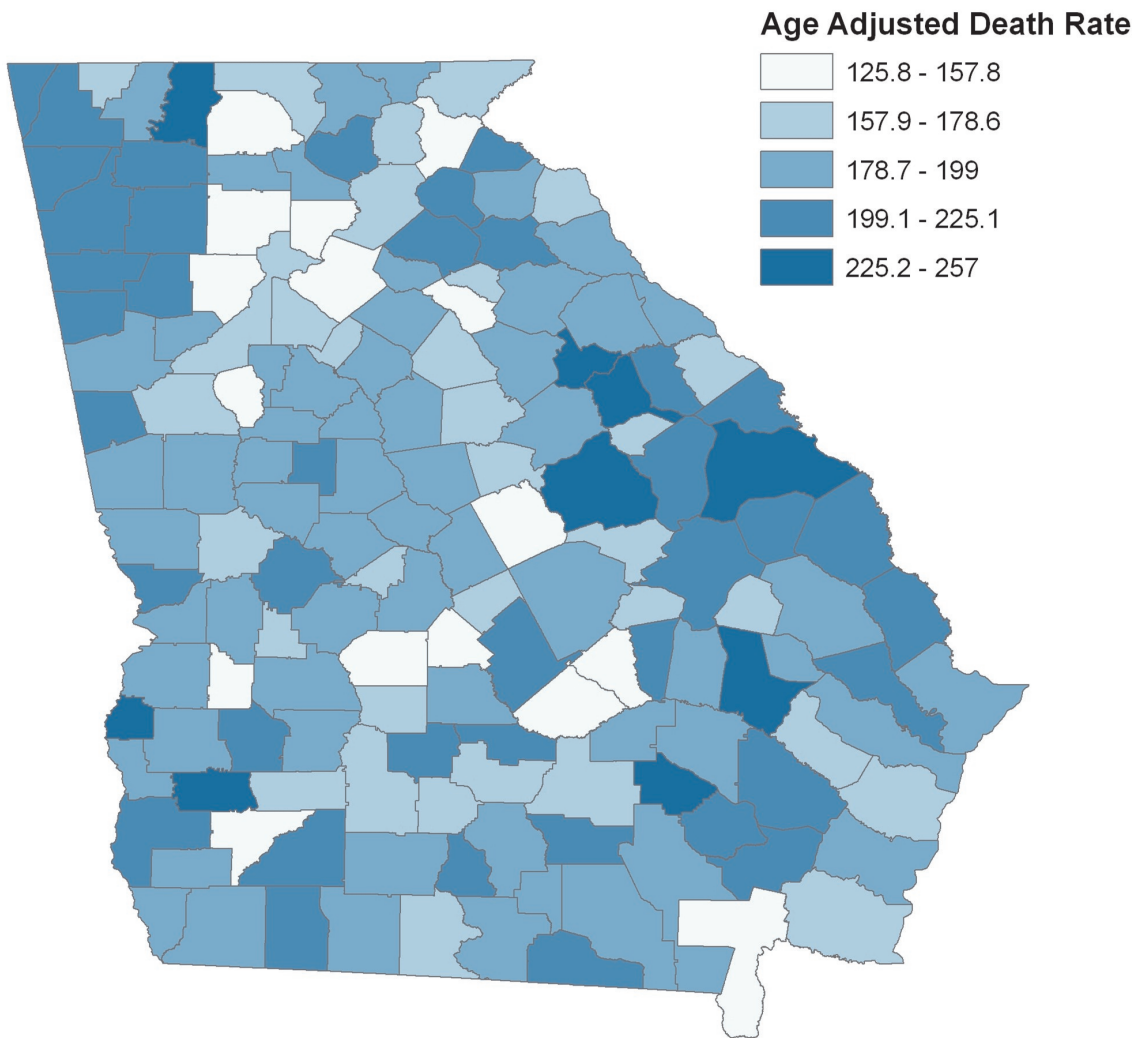 Age Adjusted Death Rate
125.8 - 157.8
157.9 - 178.6
178.7 - 199
199.1 - 225.1
225.2 - 257